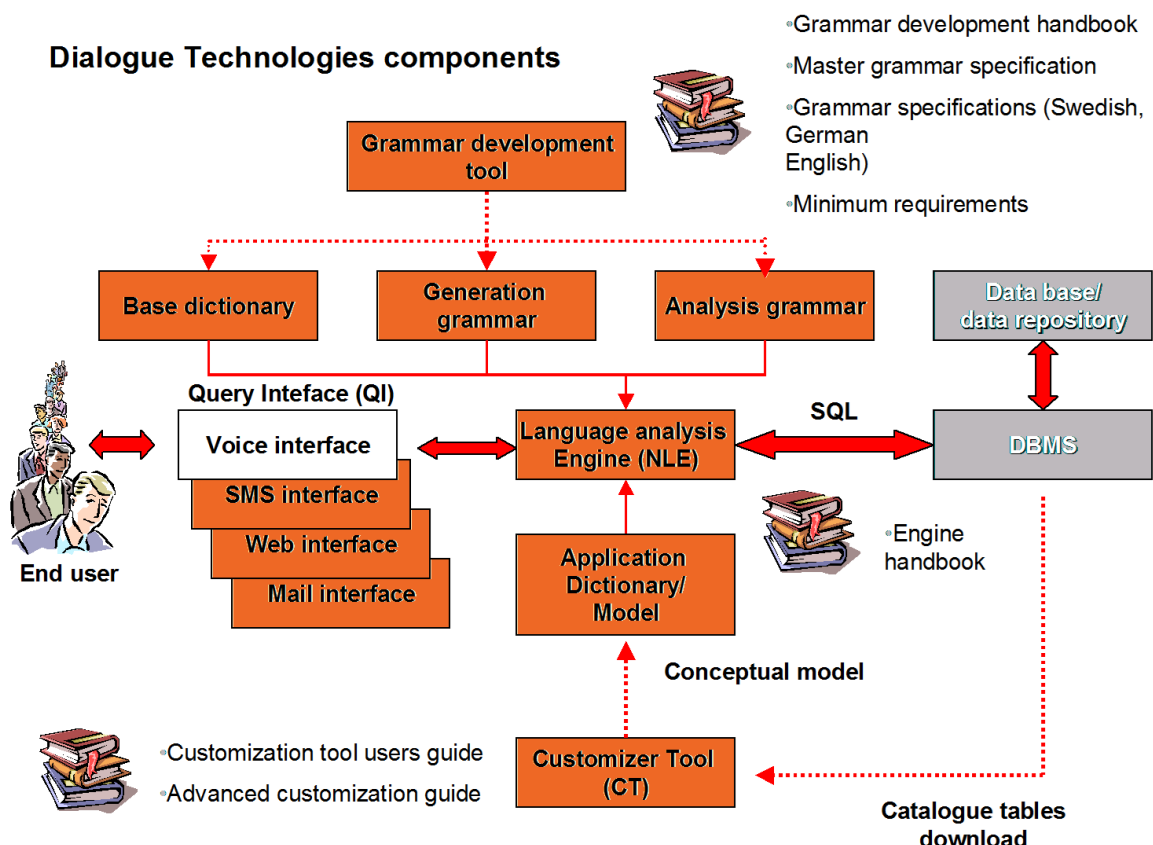 Dialogue Technologies components
•Grammar development handbook
•Master grammar specification
•Grammar specifications (Swedish,
German
English)
•Minimum requirements
Grammar development
tool
Base dictionary
Generation
grammar
Analysis grammar
Data base/
data repository
Query Inteface (QI)
Voice interface
SMS interface
Web interface
Mail interface
End user
Language analysis
Engine (NLE)
SQL
DBMS
•Engine
handbook
Application
Dictionary/
Model
Conceptual model
•Customization tool users guide
•Advanced customization guide
Customizer Tool
(CT)
Catalogue tables
download